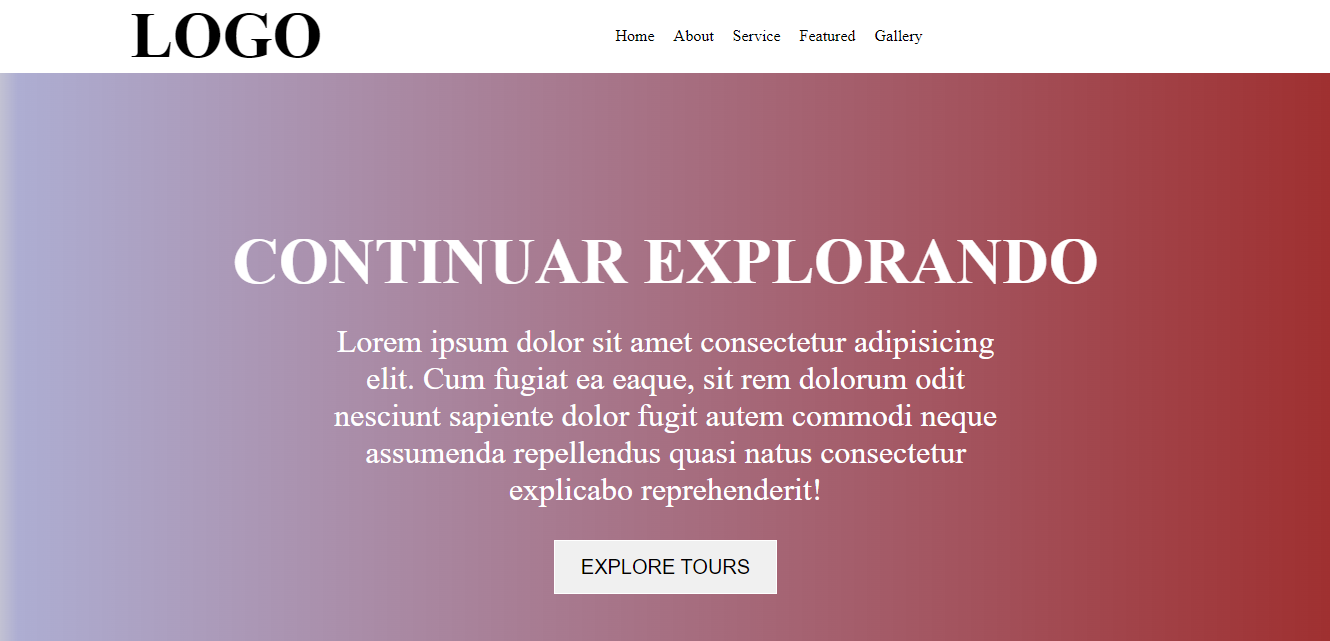 LOGO
Home About Service Featured Gallery
CONTINUAR EXPLORANDO
Lorem ipsum dolor sit amet consectetur adipisicing
elit. Cum fugiat ea eaque, sit rem dolorum odit
nesciunt sapiente dolor fugit autem commodi neque
assumenda repellendus quasi natus consectetur
explicabo reprehenderit!
EXPLORE TOURS